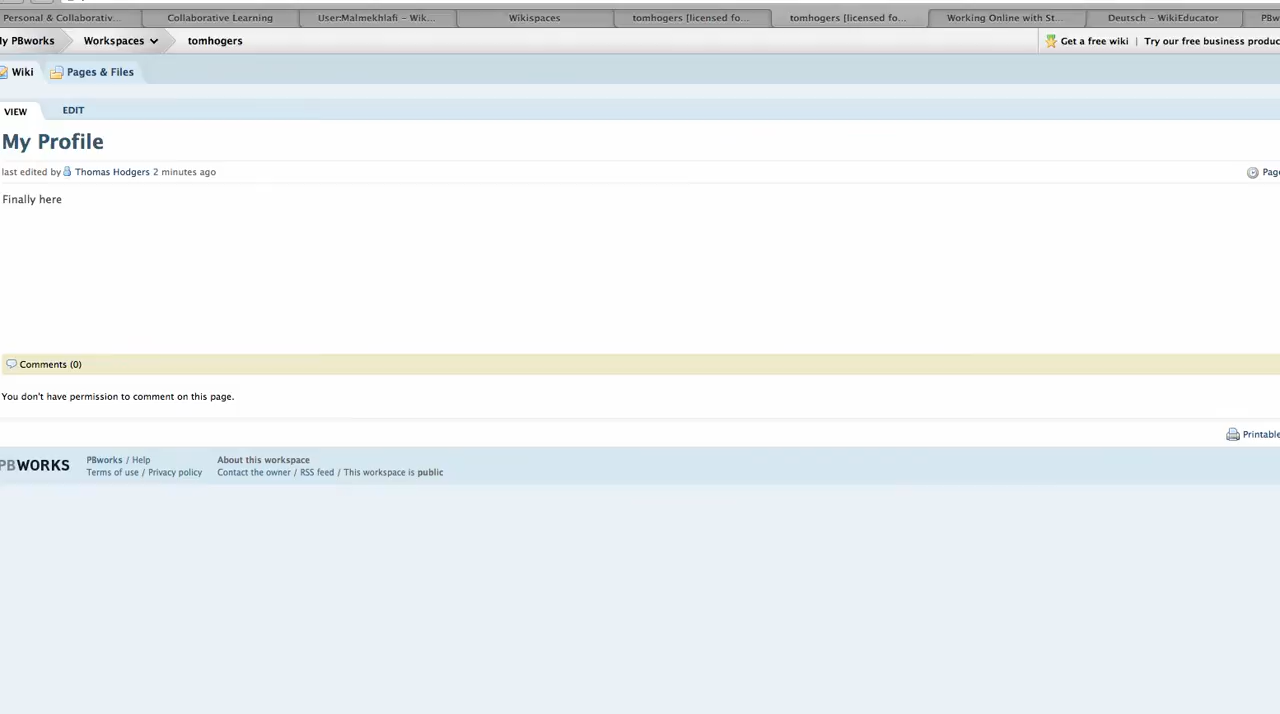 Personal & Collaborativ... Collaborative Learning User:Malmekhlafi – Wik... Wikispaces tomhogers [licensed fo... tomhogers [licensed fo... Working Online with St... Deutsch – WikiEducator
My PBworks Workspaces tomhogers Get a free wiki | Try our free business produc
Wiki Pages & Files
VIEW EDIT
My Profile
last edited by Thomas Hodgers 2 minutes ago
Finally here
Comments (0)
You don't have permission to comment on this page.
Printable
PBWORKS
PBworks / Help About this workspace
Terms of use / Privacy policy Contact the owner / RSS feed / This workspace is public